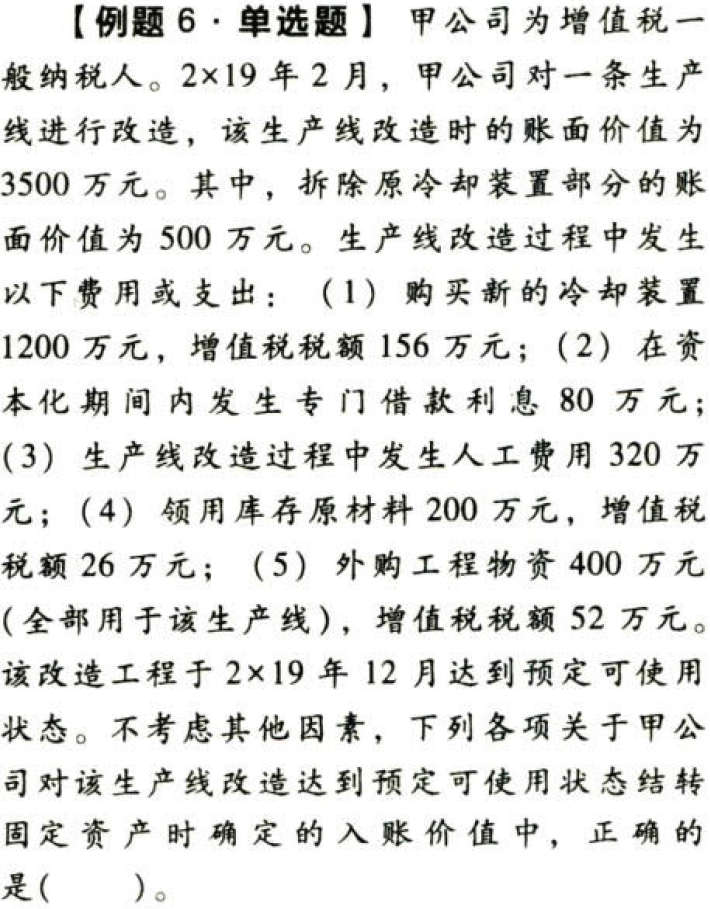 【例题 6 · 单选题】 甲公司为增值税一
般纳税人。2×19 年 2 月，甲公司对一条生产
线进行改造，该生产线改造时的账面价值为
3500 万元。其中，拆除原冷却装置部分的账
面价值为 500 万元。生产线改造过程中发生
以下费用或支出：（1）购买新的冷却装置
1200 万元，增值税税额 156 万元；（2）在资
本化期间内发生专门借款利息 80 万元；
（3）生产线改造过程中发生人工费用 320 万
元；（4）领用库存原材料 200 万元，增值税
税额 26 万元；（5）外购工程物资 400 万元
(全部用于该生产线)，增值税税额 52 万元。
该改造工程于 2×19 年 12 月达到预定可使用
状态。不考虑其他因素，下列各项关于甲公
司对该生产线改造达到预定可使用状态结转
固定资产时确定的入账价值中，正确的
是(　　)。